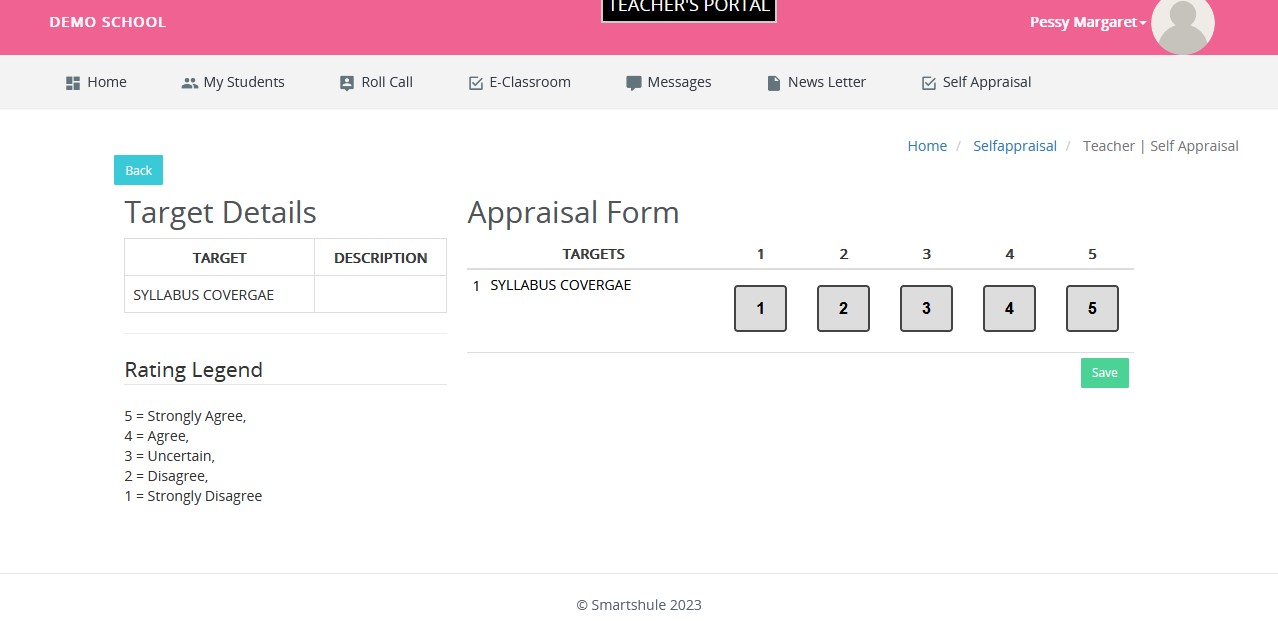 TEACHER'S PORTAL
DEMO SCHOOL
Pessy Margaret
Home
My Students
Roll Call
E-Classroom
Messages
News Letter
Self Appraisal
Home / Selfappraisal / Teacher | Self Appraisal
Back
Target Details
TARGET DESCRIPTION
SYLLABUS COVERGAE
Rating Legend
5 = Strongly Agree,
4 = Agree,
3 = Uncertain,
2 = Disagree,
1 = Strongly Disagree
Appraisal Form
TARGETS 1 2 3 4 5
1 SYLLABUS COVERGAE 1 2 3 4 5
Save
© Smartshule 2023